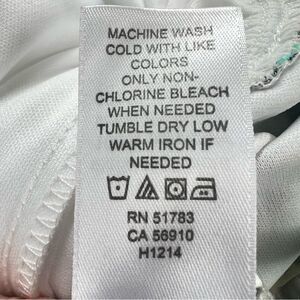 MACHINE WASH
COLD WITH LIKE
COLORS
ONLY NON-
CHLORINE BLEACH
WHEN NEEDED
TUMBLE DRY LOW
WARM IRON IF
NEEDED
RN 51783
CA 56910
H1214